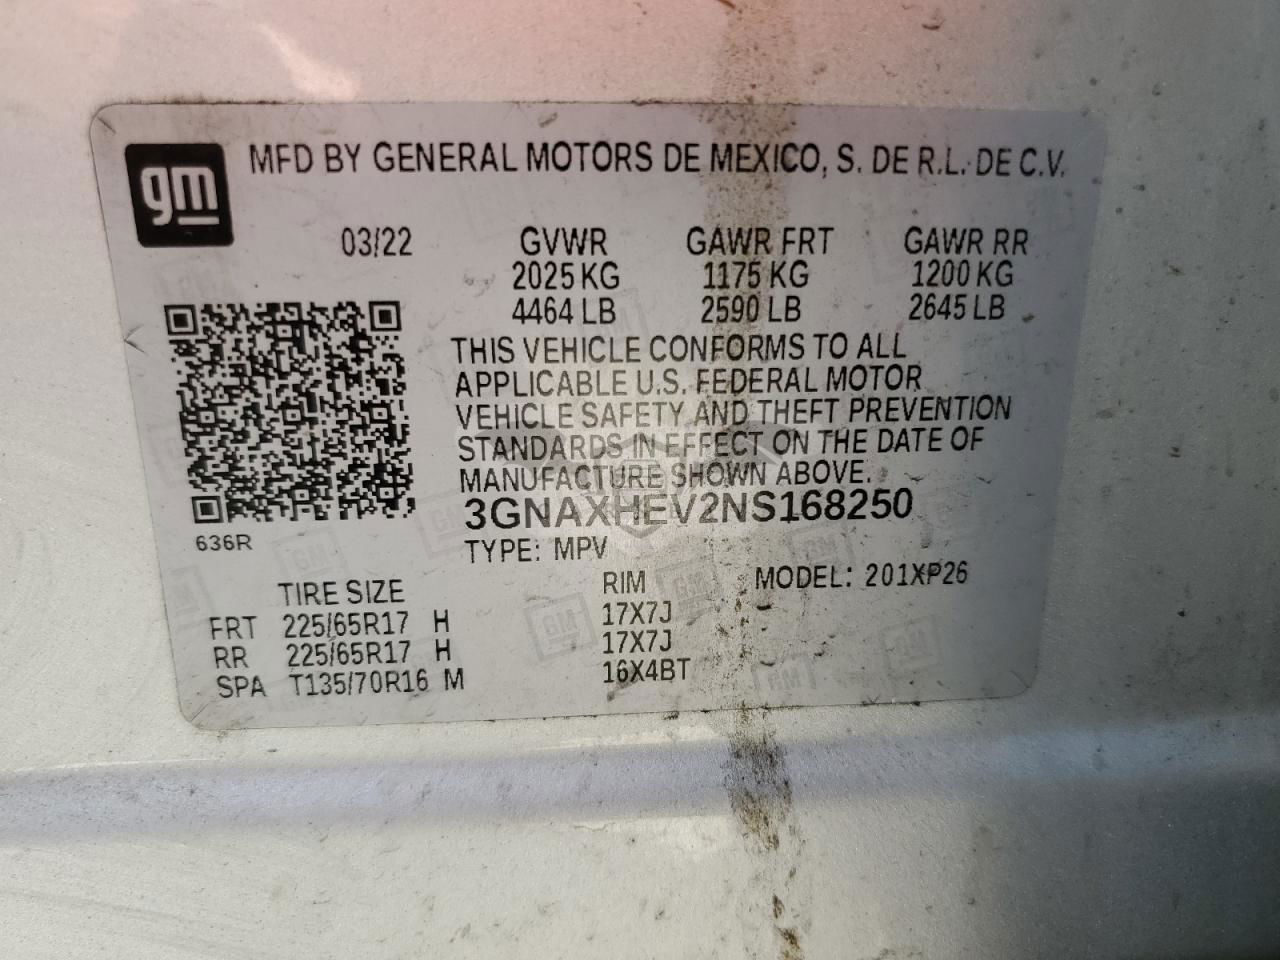 gm
MFD BY GENERAL MOTORS DE MEXICO, S. DE R.L. DE C.V.
03/22 GVWR GAWR FRT GAWR RR
2025 KG 1175 KG 1200 KG
4464 LB 2590 LB 2645 LB
THIS VEHICLE CONFORMS TO ALL
APPLICABLE U.S. FEDERAL MOTOR
VEHICLE SAFETY AND THEFT PREVENTION
STANDARDS IN EFFECT ON THE DATE OF
MANUFACTURE SHOWN ABOVE.
3GNAXHEV2NS168250
636R
TYPE: MPV
TIRE SIZE RIM MODEL: 201XP26
FRT 225/65R17 H 17X7J
RR 225/65R17 H 17X7J
SPA T135/70R16 M 16X4BT